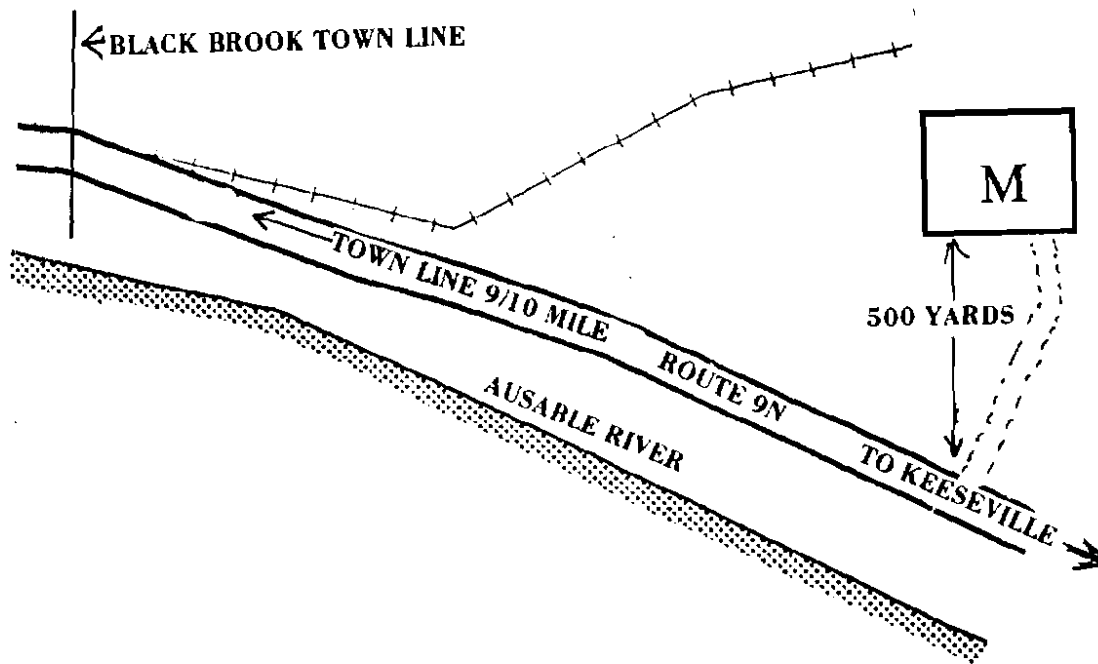 BLACK BROOK TOWN LINE
M
TOWN LINE 9/10 MILE
500 YARDS
ROUTE 9N
AUSABLE RIVER
TO KEESEVILLE